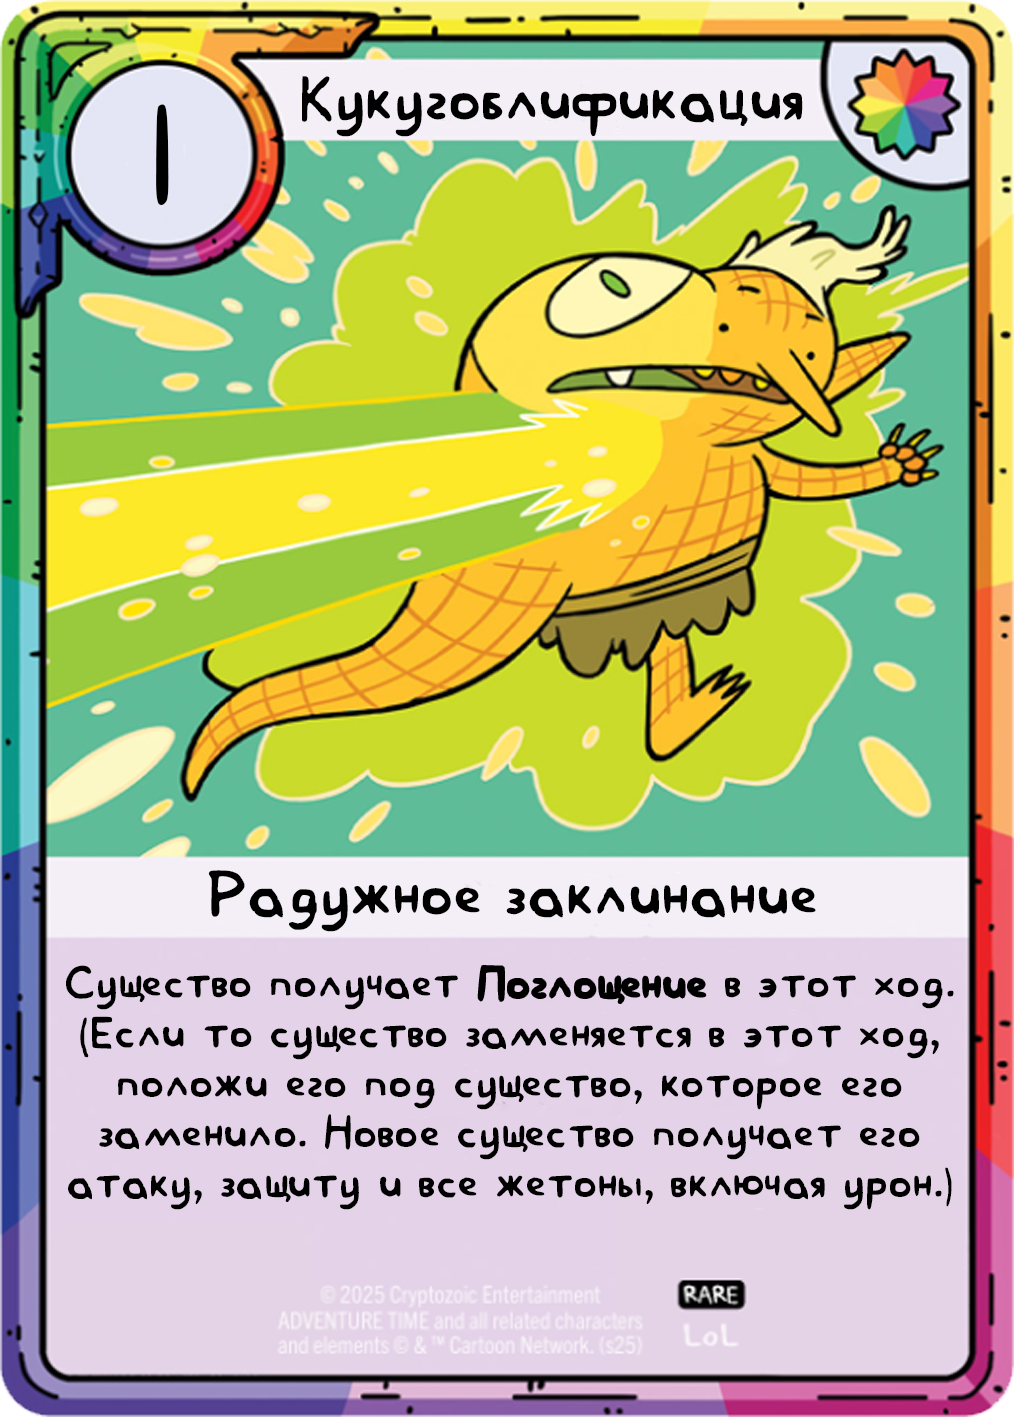 1
Кукугоблификация
Радужное заклинание
Существо получает Поглощение в этот ход.
(Если то существо заменяется в этот ход,
положи его под существо, которое его
заменило. Новое существо получает его
атаку, защиту и все жетоны, включая урон.)
© 2025 Cryptozoic Entertainment
ADVENTURE TIME and all related characters
and elements © & ™ Cartoon Network. (s25)
RARE
LoL